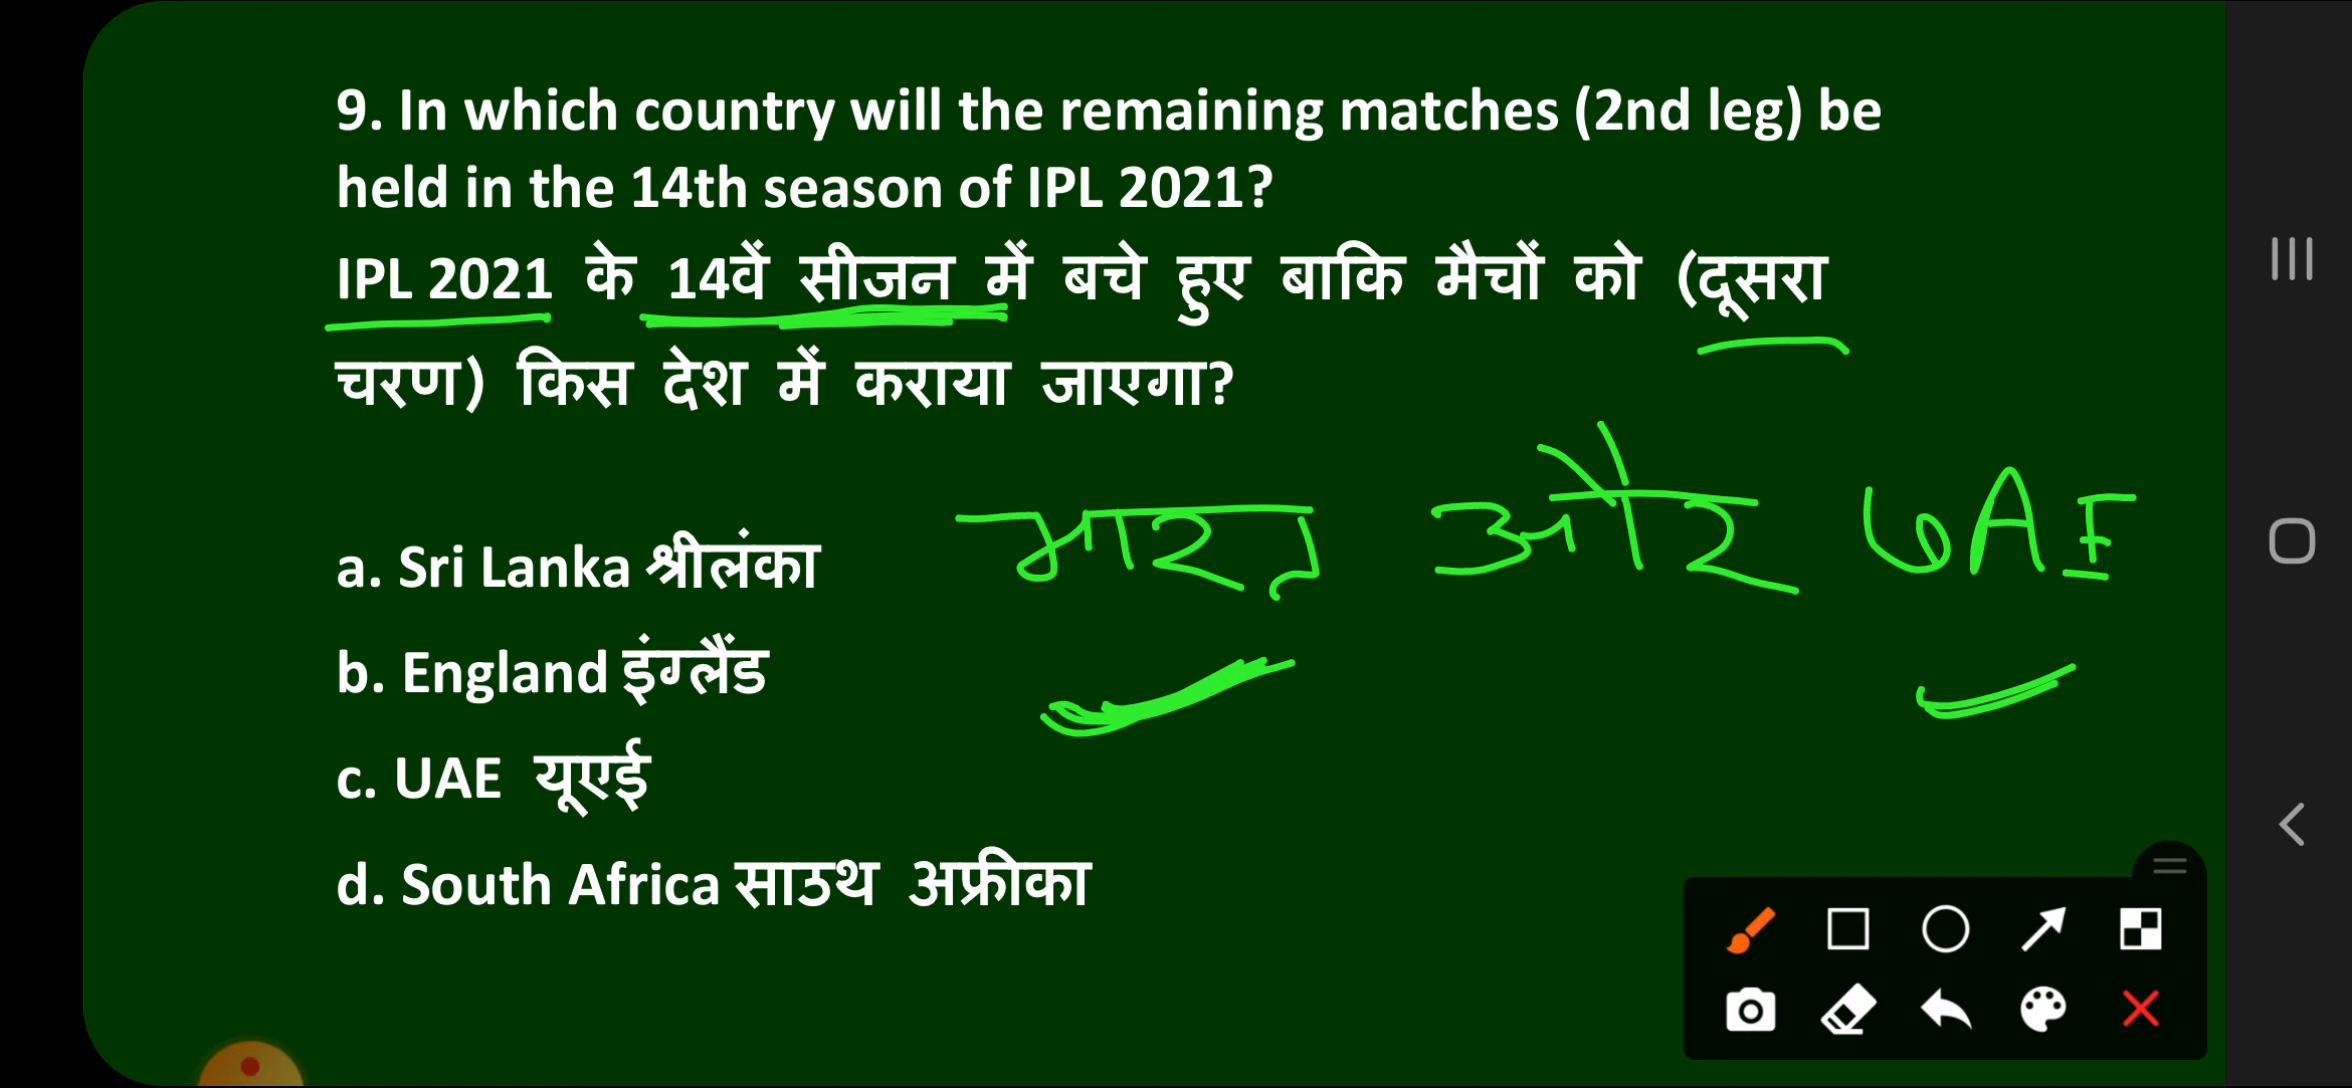 9. In which country will the remaining matches (2nd leg) be
held in the 14th season of IPL 2021?
IPL 2021 के 14वें सीजन में बचे हुए बाकि मैचों को (दूसरा
चरण) किस देश में कराया जाएगा?
भारत और UAE
a. Sri Lanka श्रीलंका
b. England इंग्लैंड
c. UAE यूएई
d. South Africa साउथ अफ्रीका